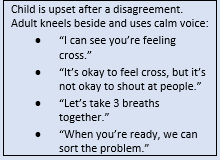 Child is upset after a disagreement.
Adult kneels beside and uses calm voice:
• “I can see you’re feeling
cross.”
• “It’s okay to feel cross, but it’s
not okay to shout at people.”
• “Let’s take 3 breaths
together.”
• “When you’re ready, we can
sort the problem.”